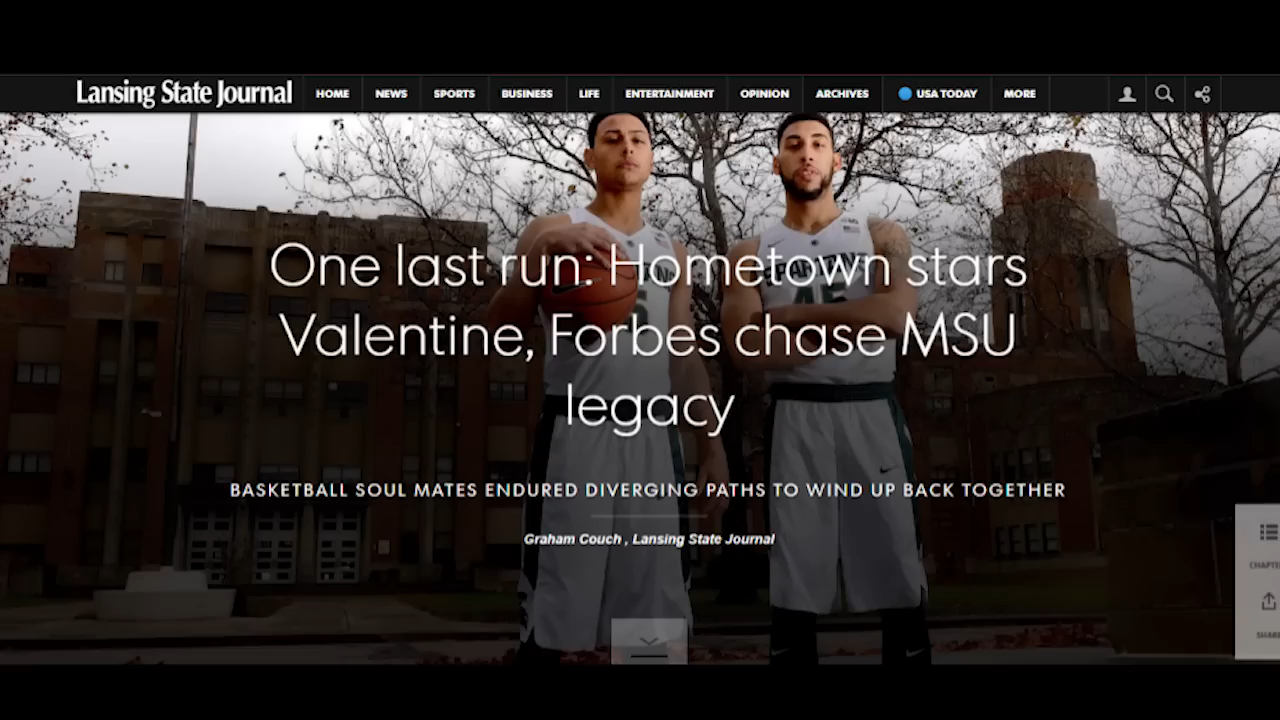 Lansing State Journal HOME NEWS SPORTS BUSINESS LIFE ENTERTAINMENT OPINION ARCHIVES USA TODAY MORE
One last run: Hometown stars
Valentine, Forbes chase MSU
legacy
BASKETBALL SOUL MATES ENDURED DIVERGING PATHS TO WIND UP BACK TOGETHER
Graham Couch , Lansing State Journal
45